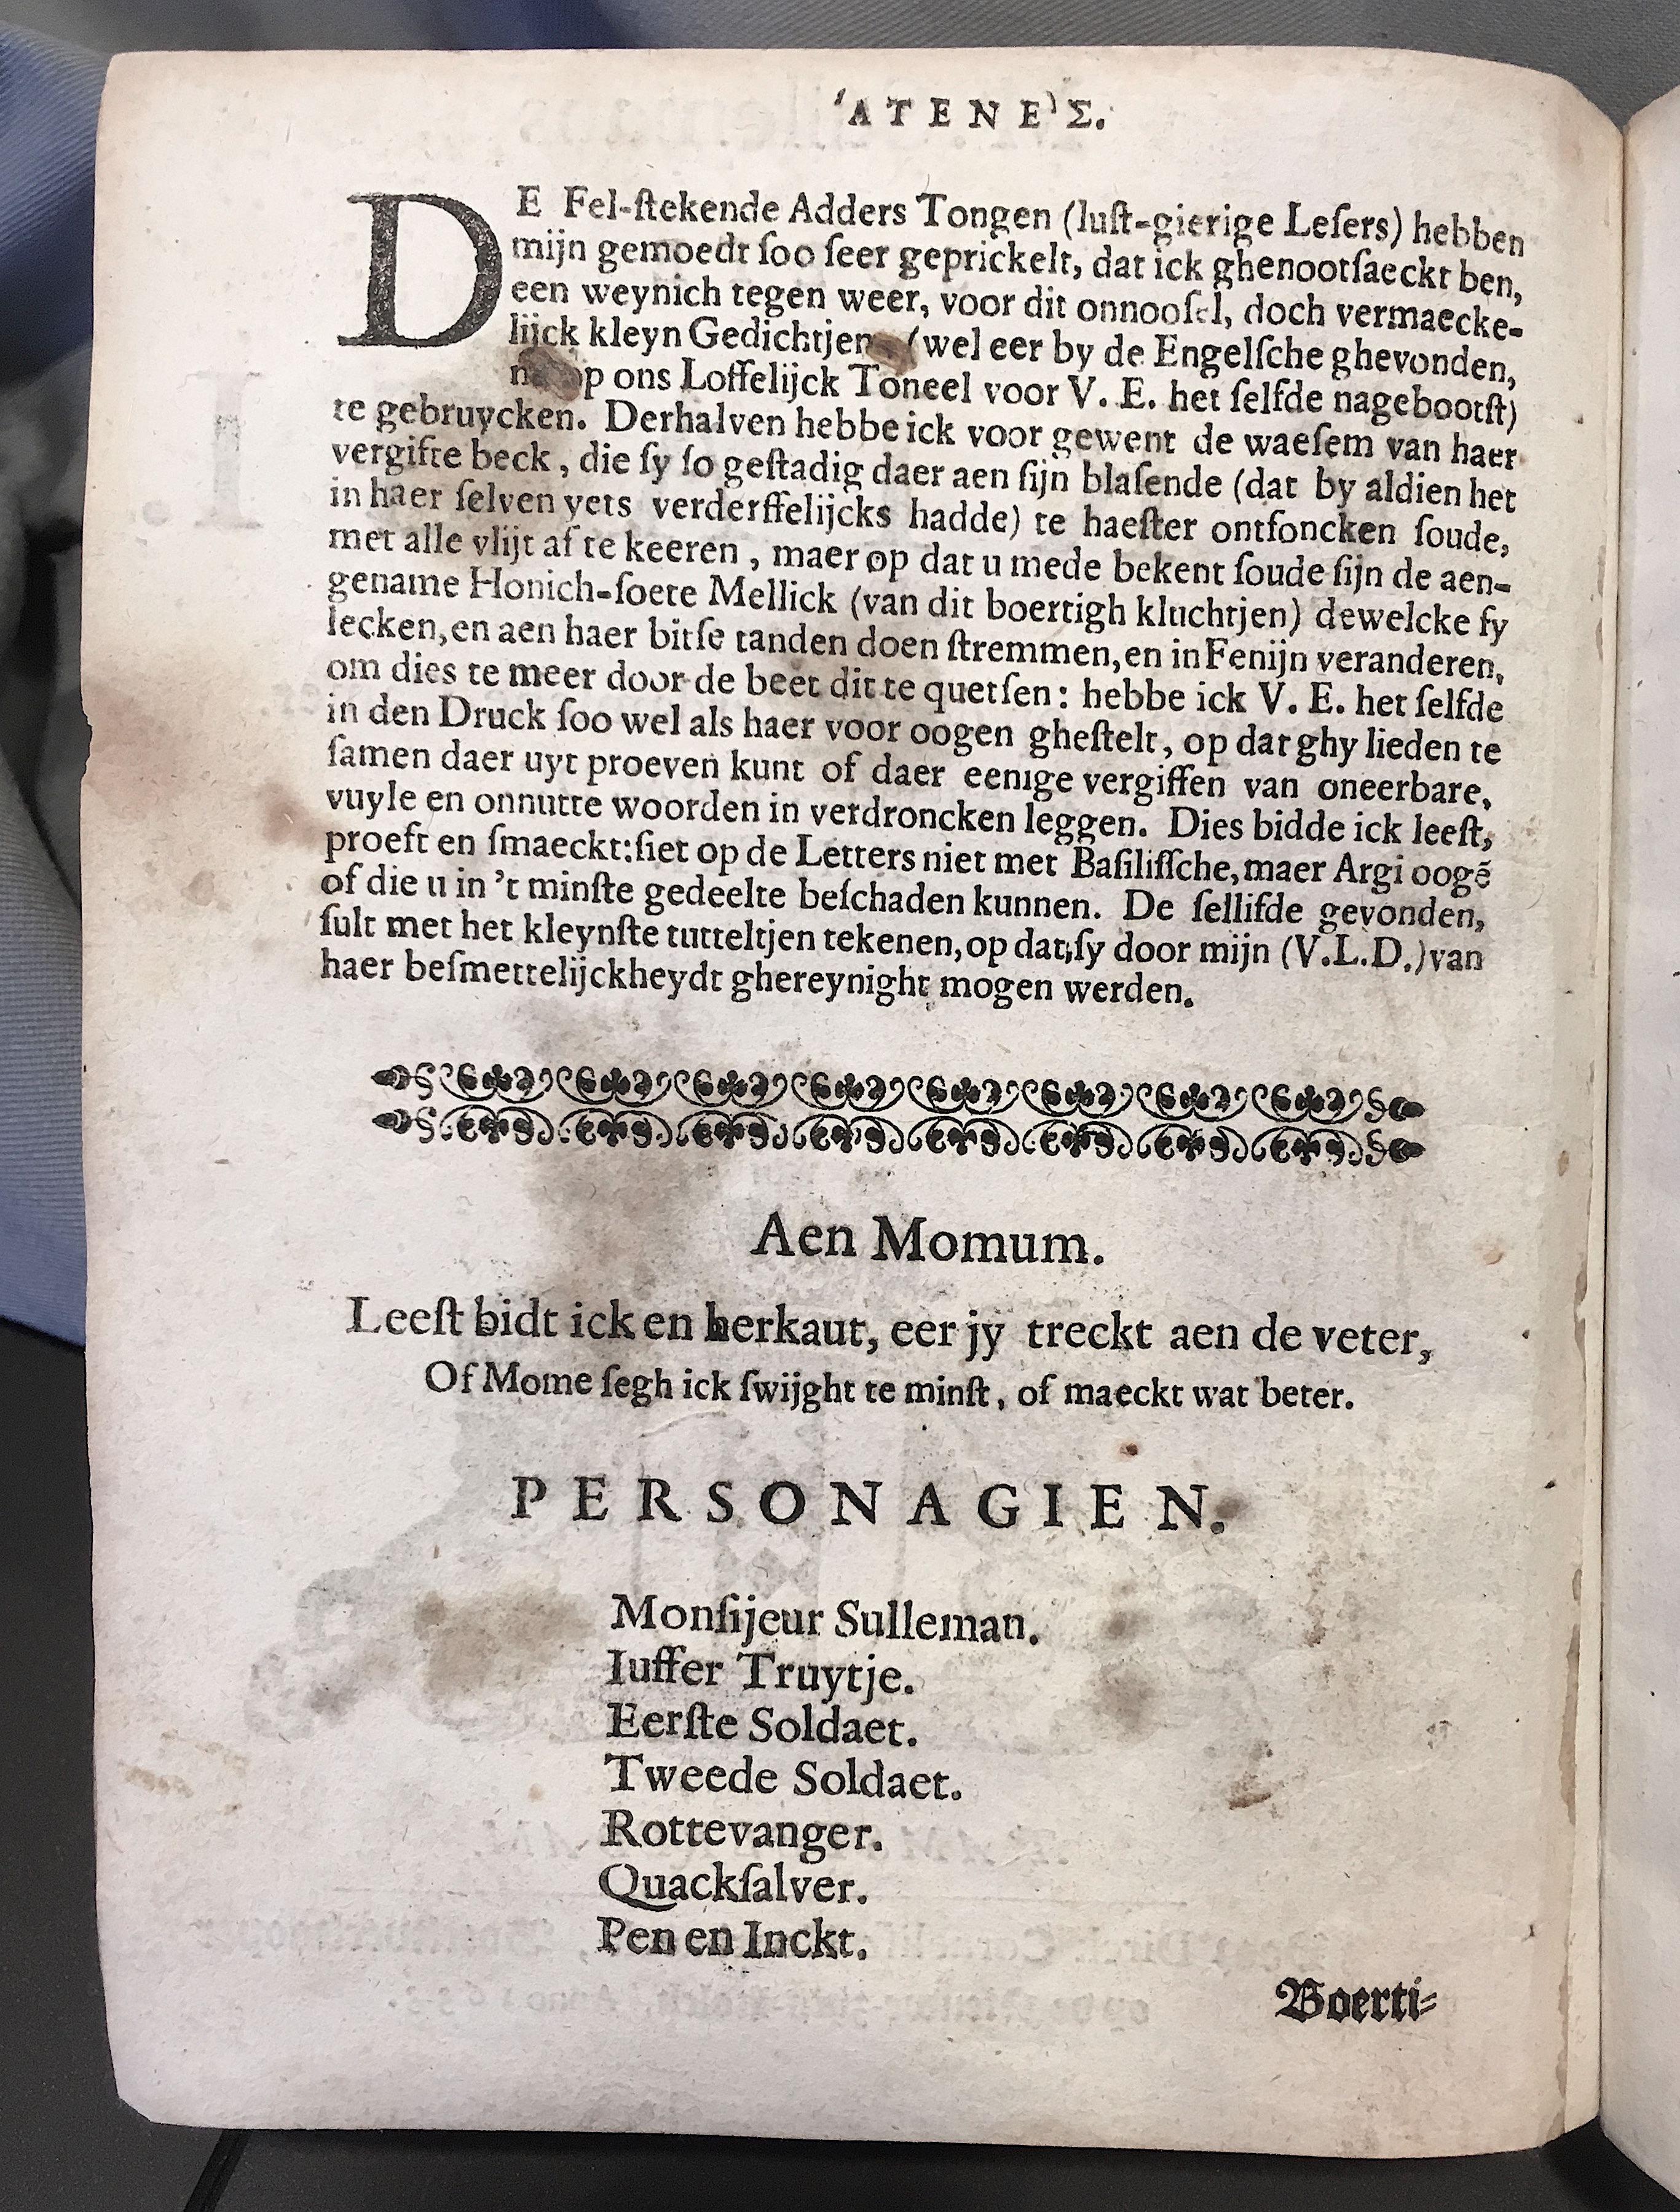 'ATENE'Σ.
DE Fel-ſtekende Adders Tongen (luſt-gierige Leſers) hebben
mijn gemoedt ſoo ſeer geprickelt, dat ick ghenootſaeckt ben,
een weynich tegen weer, voor dit onnooſel, doch vermaecke-
lijck kleyn Gedichtjen (wel eer by de Engelſche ghevonden,
op ons Loffelijck Toneel voor V. E. het ſelfde nagebootſt)
te gebruycken. Derhalven hebbe ick voor gewent de waeſem van haer
vergifte beck, die ſy ſo geſtadig daer aen ſijn blaſende (dat by aldien het
in haer ſelven yets verderffelijcks hadde) te haeſter ontfoncken ſoude,
met alle vlijt af te keeren, maer op dat u mede bekent ſoude ſijn de aen-
gename Honich-ſoete Mellick (van dit boertigh kluchtjen) dewelcke ſy
lecken, en aen haer bitſe tanden doen ſtremmen, en in Fenijn veranderen,
om dies te meer door de beet dit te quetſen: hebbe ick V. E. het ſelfde
in den Druck ſoo wel als haer voor oogen gheſtelt, op dat ghy lieden te
ſamen daer uyt proeven kunt of daer eenige vergiffen van oneerbare,
vuyle en onnutte woorden in verdroncken leggen. Dies bidde ick leeſt,
proeft en ſmaeckt: ſiet op de Letters niet met Baſiliſſche, maer Argi oogẽ
of die u in 't minſte gedeelte beſchaden kunnen. De ſellifde gevonden,
ſult met het kleynſte tutteltjen tekenen, op dat, ſy door mijn (V.L.D.) van
haer beſmettelijckheydt ghereynight mogen werden.
Aen Momum.
Leeſt bidt ick en herkaut, eer jy treckt aen de veter,
Of Mome ſegh ick ſwijght te minſt, of maeckt wat beter.
PERSONAGIEN.
Monſijeur Sulleman.
Iuffer Truytje.
Eerſte Soldaet.
Tweede Soldaet.
Rottevanger.
Quackſalver.
Pen en Inckt.
Boerti-